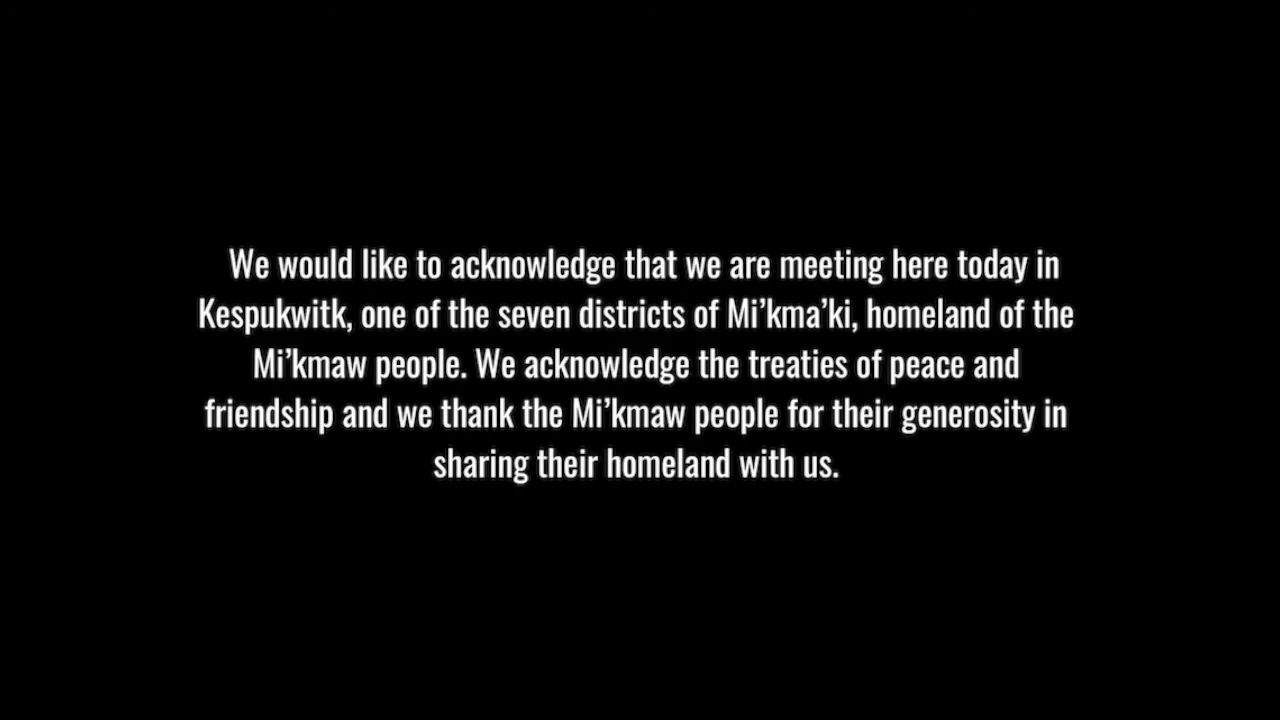 We would like to acknowledge that we are meeting here today in
Kespukwitk, one of the seven districts of Mi’kma’ki, homeland of the
Mi’kmaw people. We acknowledge the treaties of peace and
friendship and we thank the Mi’kmaw people for their generosity in
sharing their homeland with us.